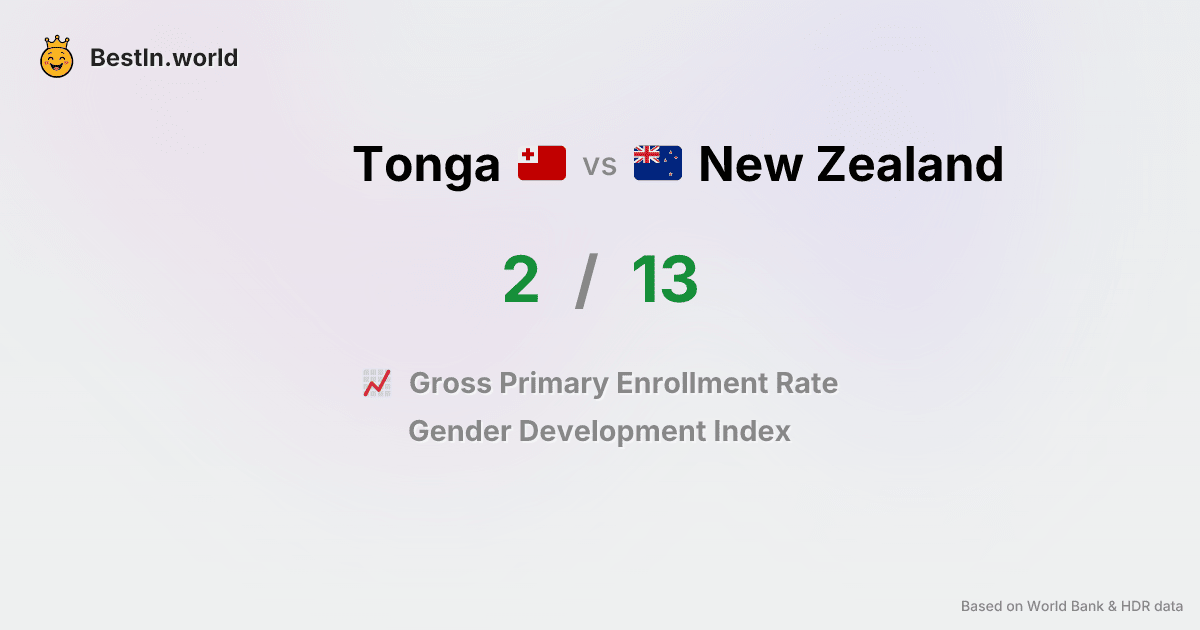 BestIn.world
Tonga vs New Zealand
2 / 13
Gross Primary Enrollment Rate
Gender Development Index
Based on World Bank & HDR data